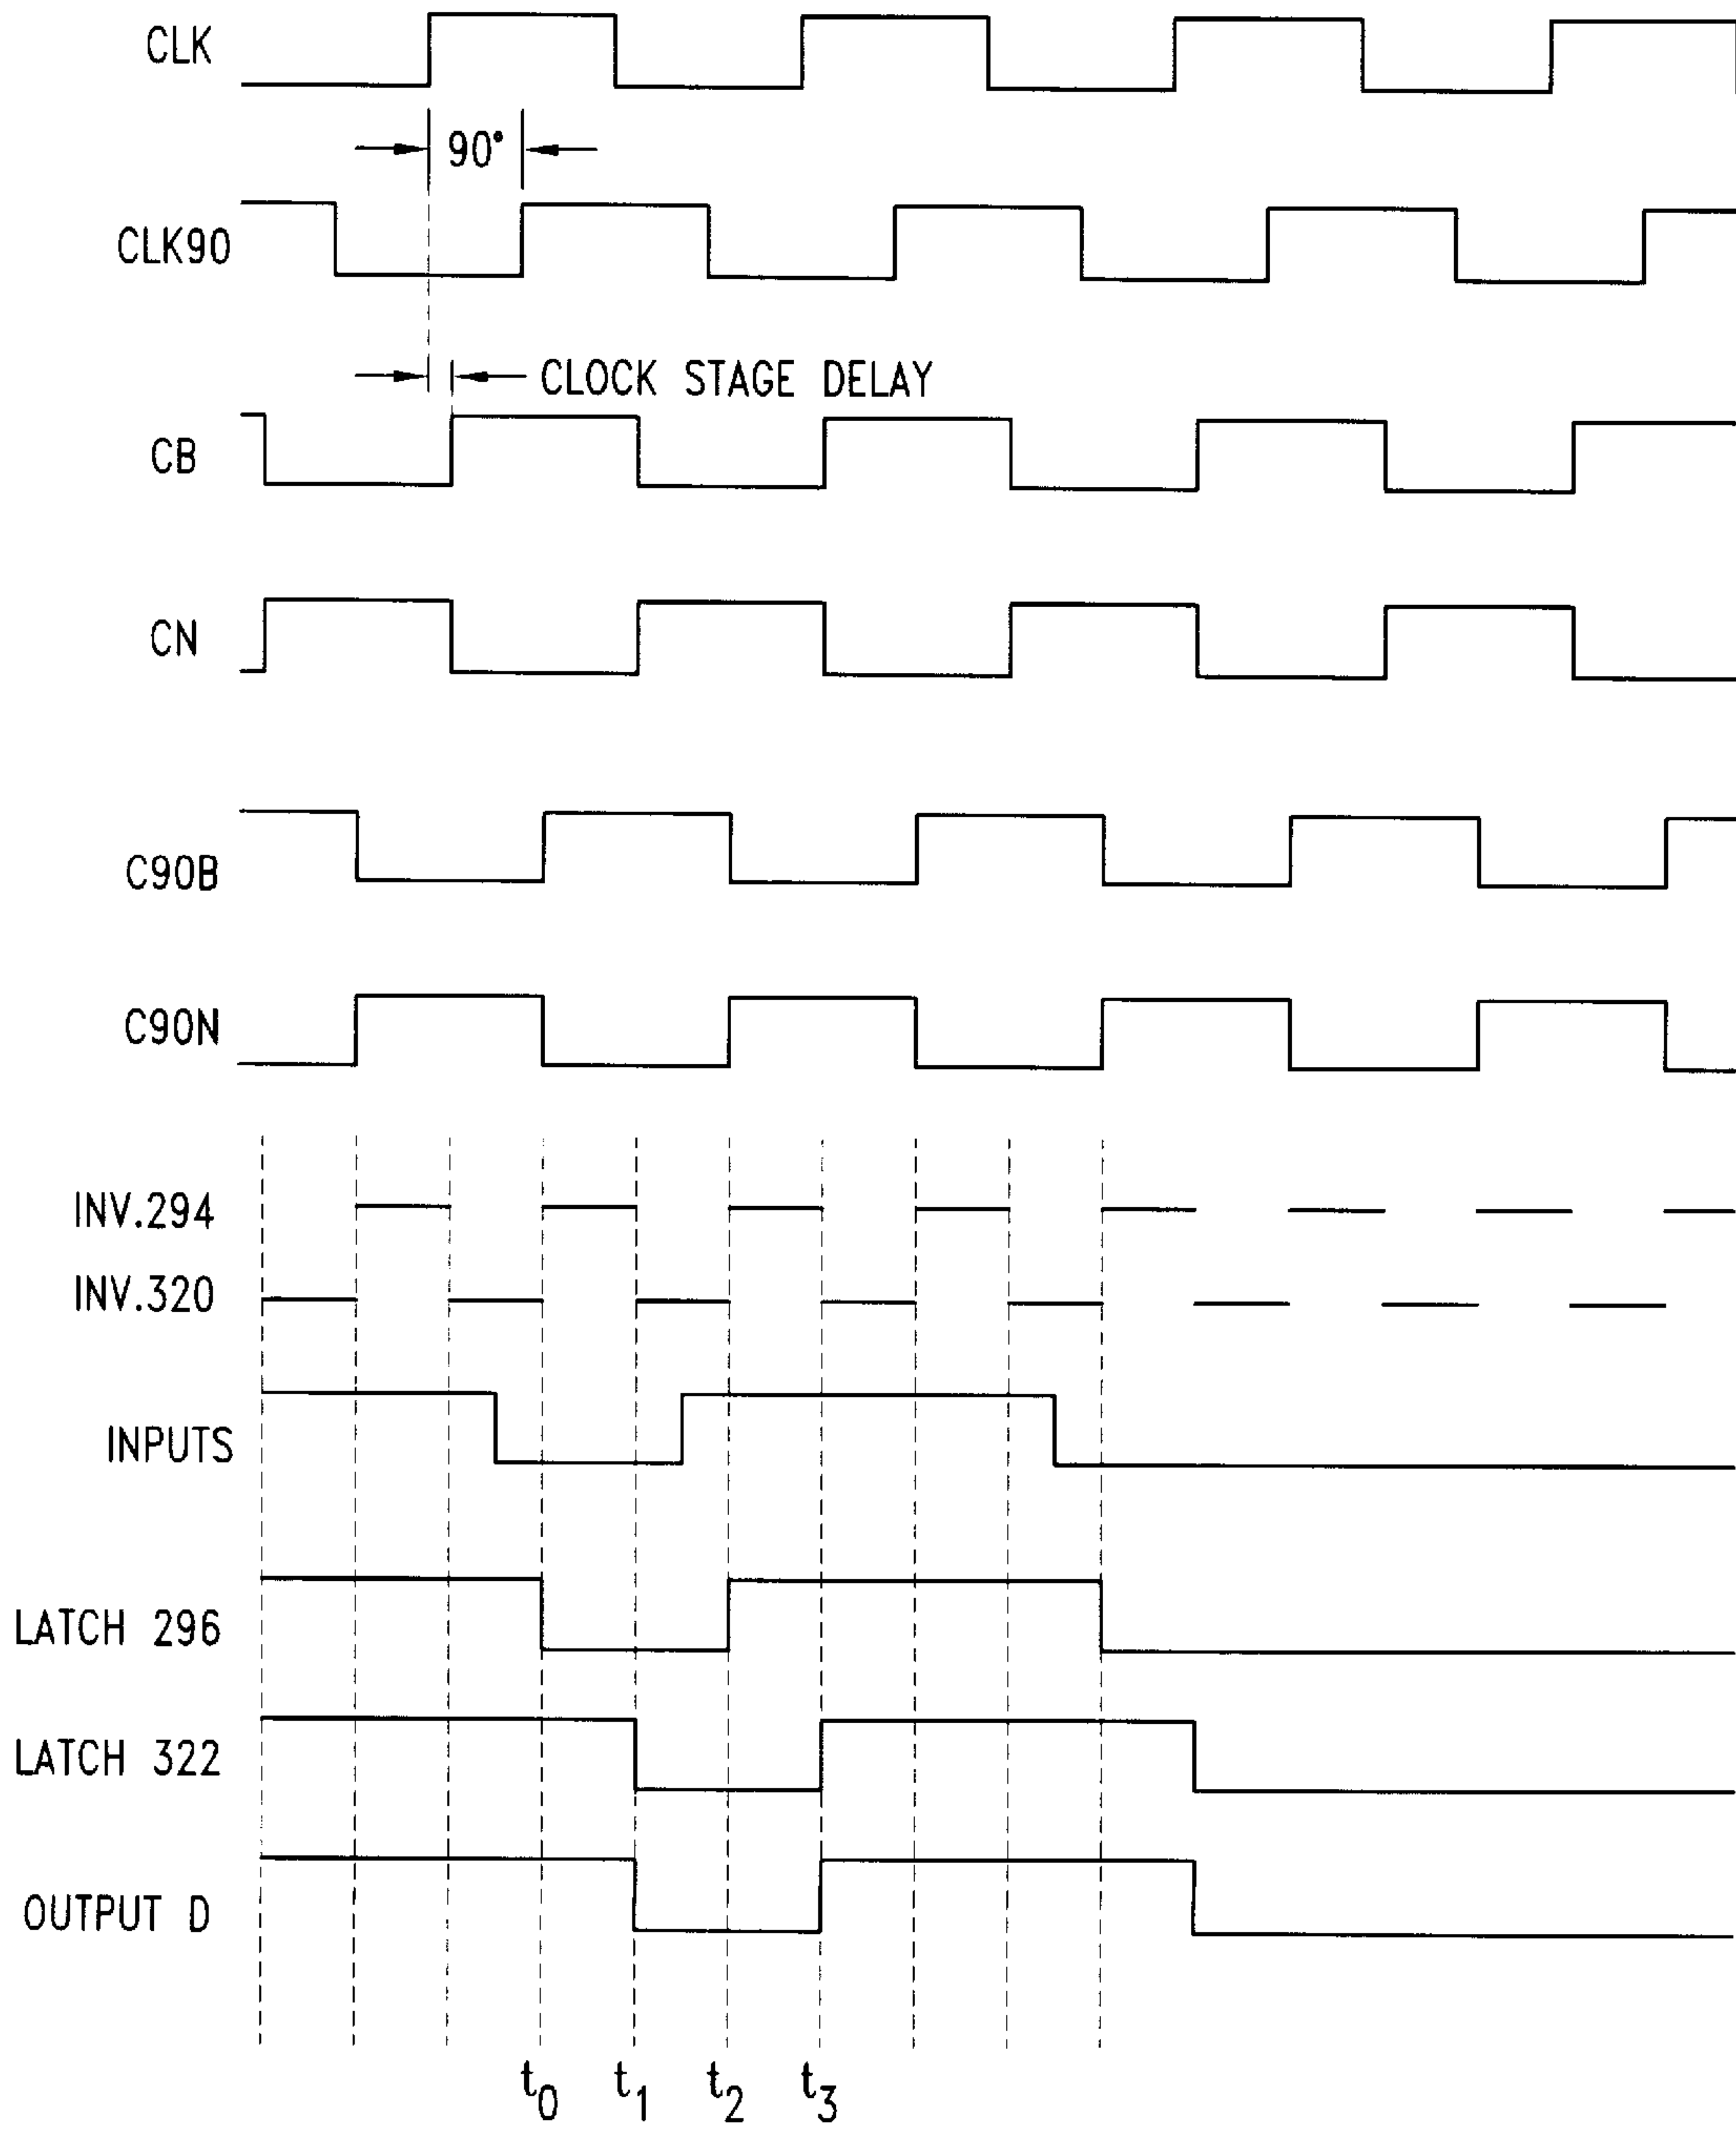 CLK
90°
CLK90
CLOCK STAGE DELAY
CB
CN
C90B
C90N
INV.294
INV.320
INPUTS
LATCH 296
LATCH 322
OUTPUT D
t0 t1 t2 t3